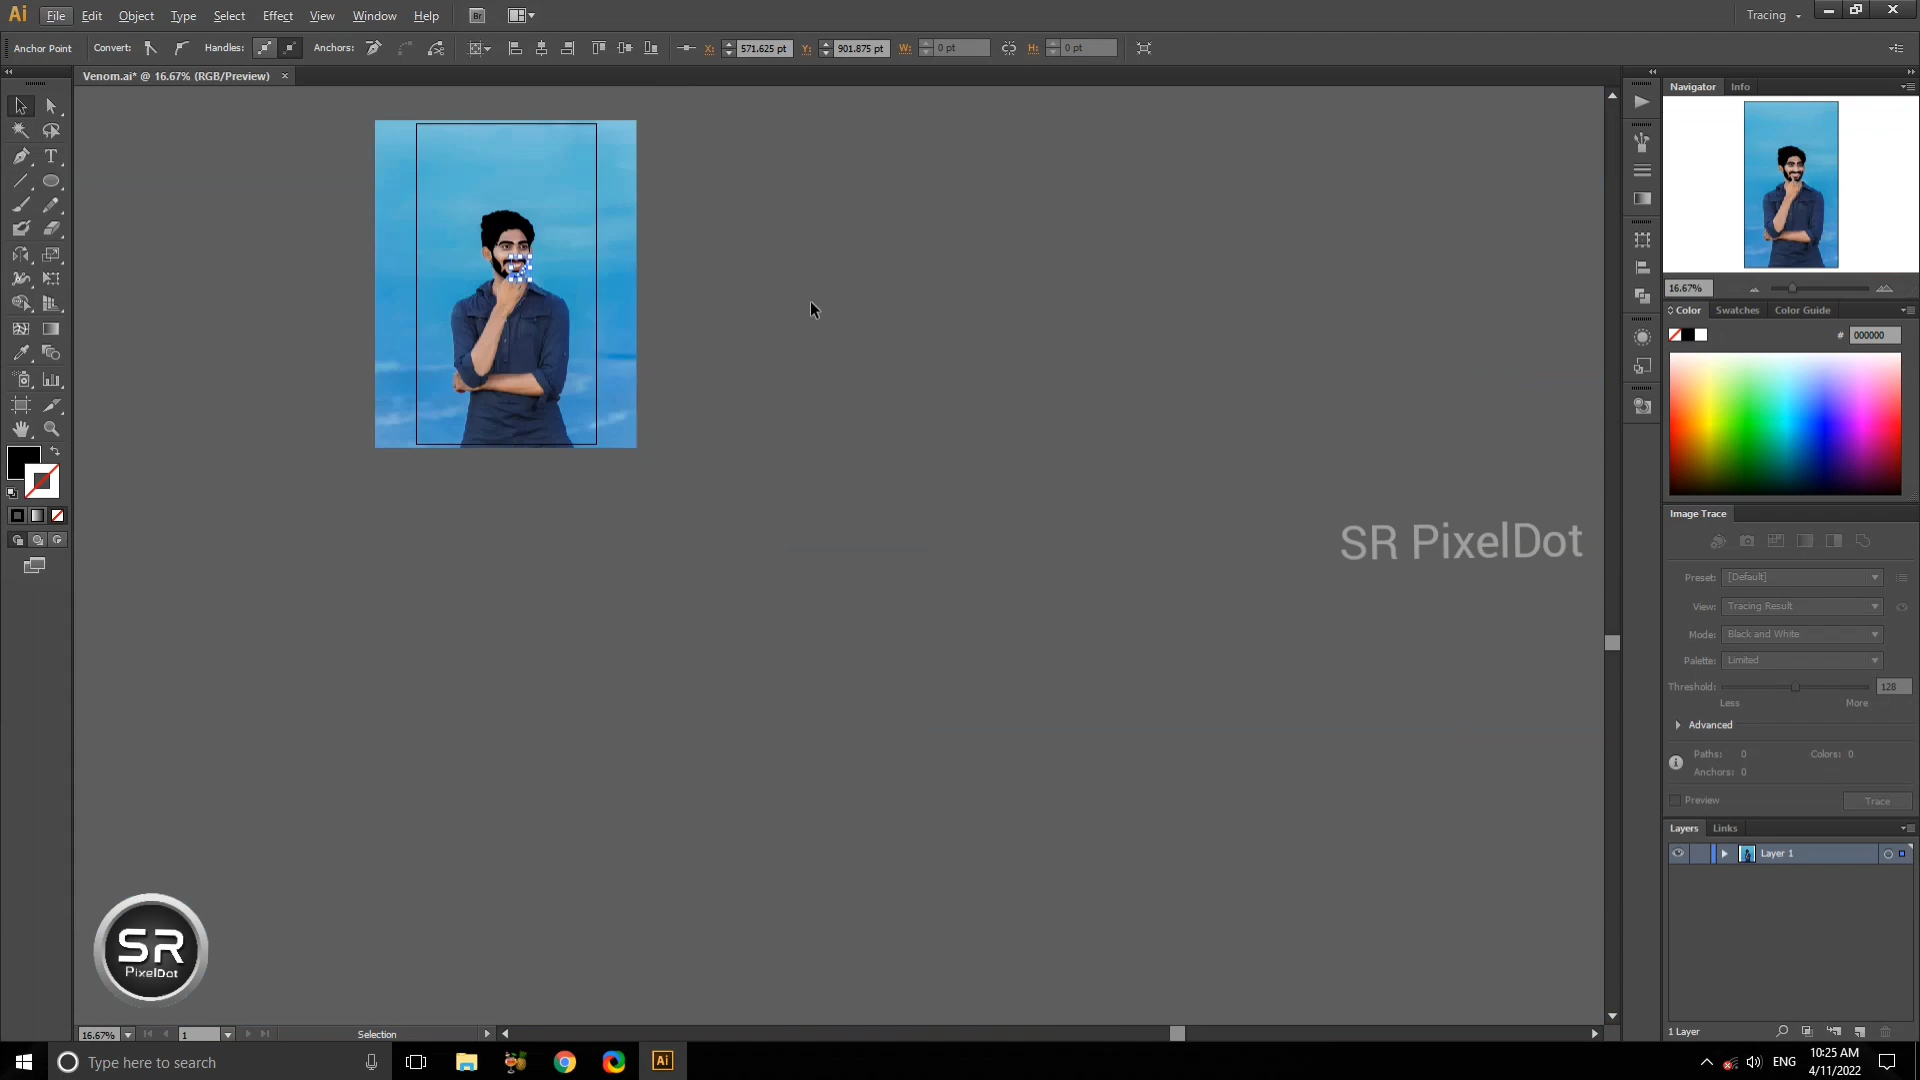 Ai File Edit Object Type Select Effect View Window Help Br Tracing
Anchor Point Convert: Handles: Anchors: X: 571.625 pt Y: 901.875 pt W: 0 pt H: 0 pt
Venom.ai* @ 16.67% (RGB/Preview) ×
Navigator Info
16.67%
Color Swatches Color Guide
# 000000
Image Trace
SR PixelDot
Preset: [Default]
View: Tracing Result
Mode: Black and White
Palette: Limited
Threshold: 128
Less More
Advanced
Paths: 0 Colors: 0
Anchors: 0
Preview Trace
Layers Links
Layer 1
SR
PixelDot
16.67% 1 Selection
1 Layer
Type here to search
Ai
ENG
10:25 AM
4/11/2022